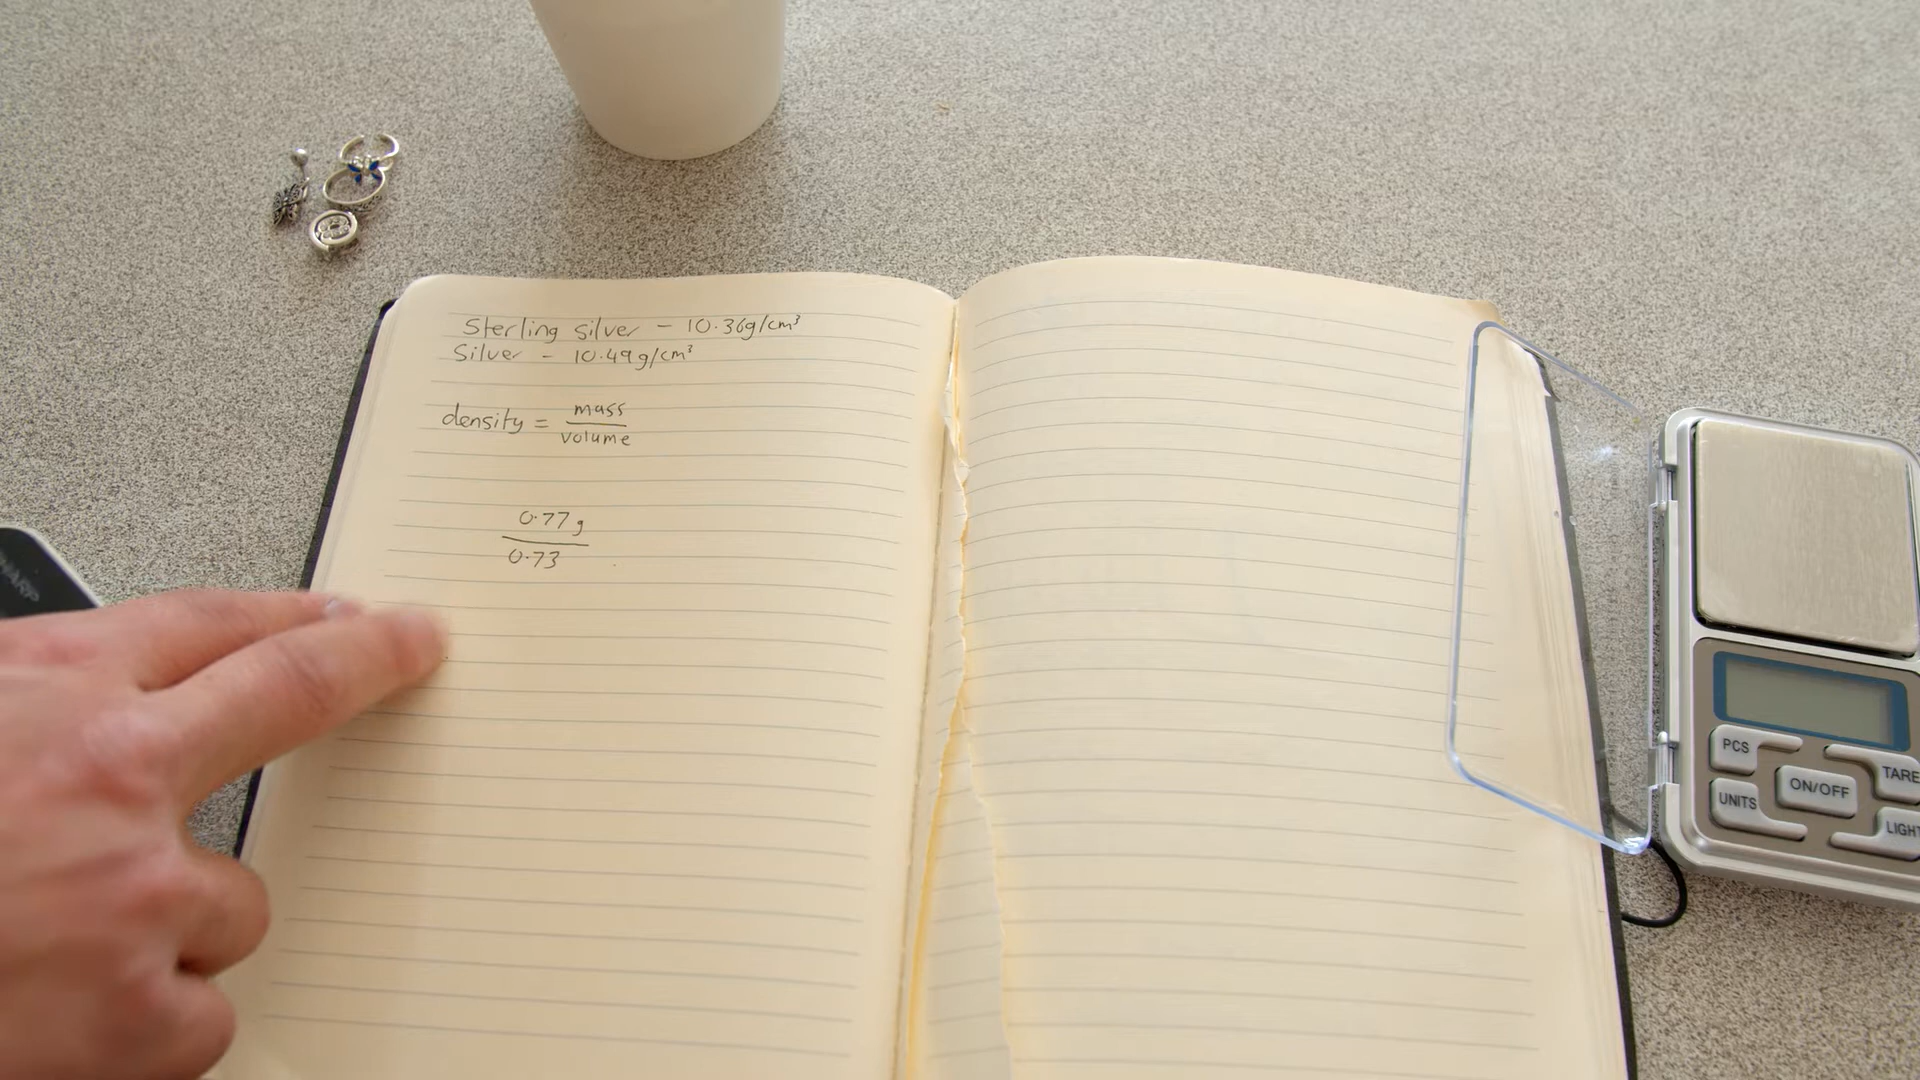 Sterling silver - 10.36g/cm³
Silver - 10.49g/cm³
density = mass
volume
0.77g
0.73
SHARP
PCS
TARE
ON/OFF
UNITS
LIGHT